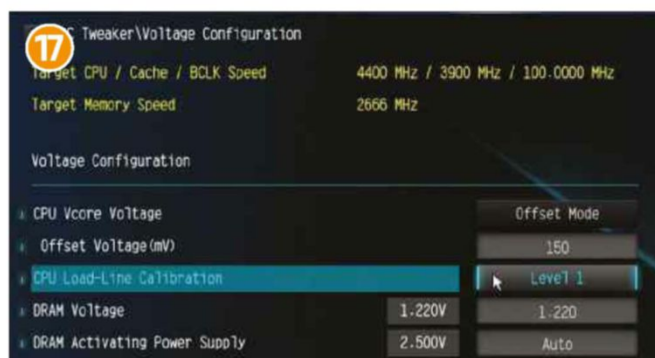 17
Tweaker\Voltage Configuration
Target CPU / Cache / BCLK Speed 4400 MHz / 3900 MHz / 100.0000 MHz
Target Memory Speed 2666 MHz
Voltage Configuration
CPU Vcore Voltage Offset Mode
Offset Voltage(mV) 150
CPU Load-Line Calibration Level 1
DRAM Voltage 1.220V 1.220
DRAM Activating Power Supply 2.500V Auto